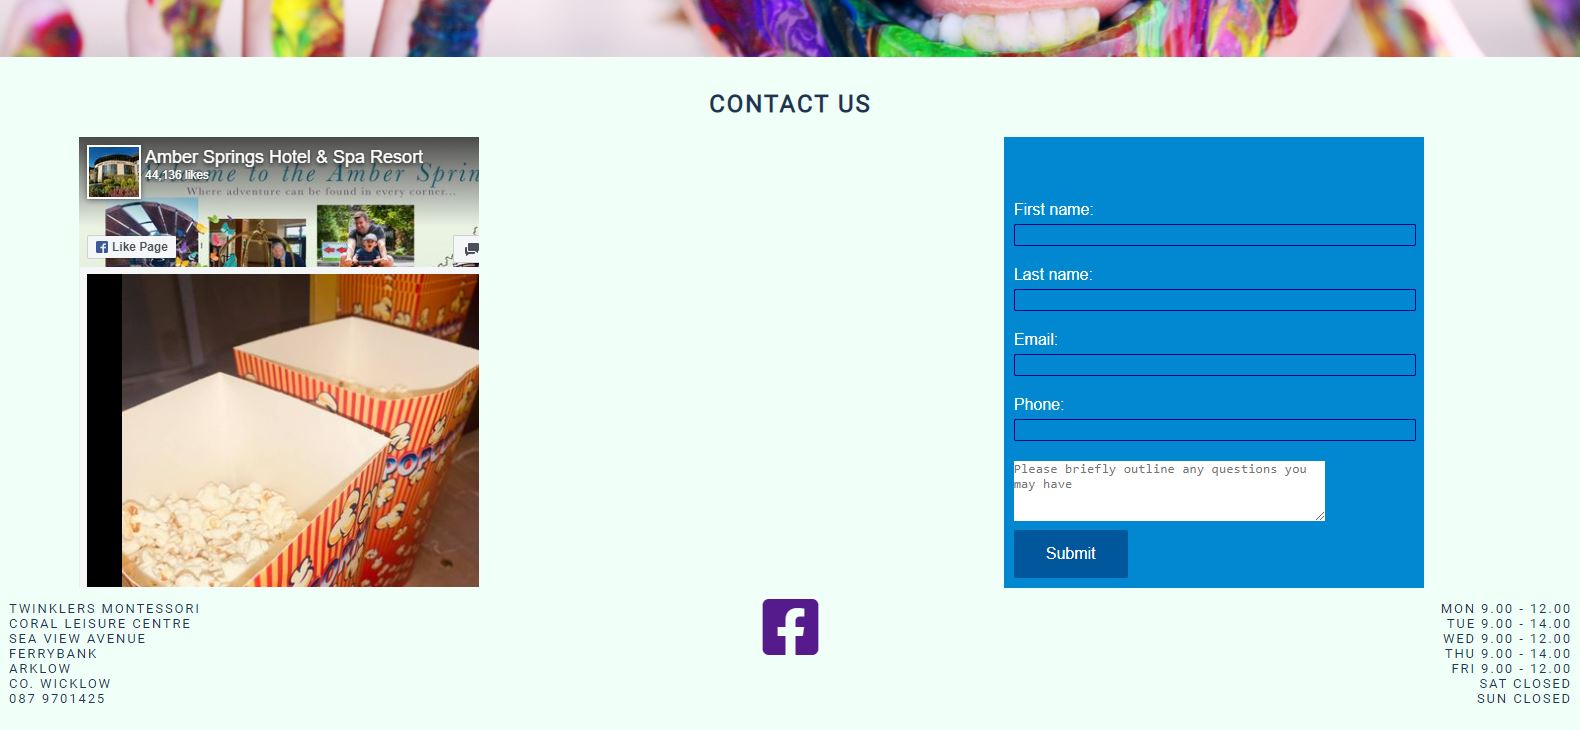 CONTACT US
Amber Springs Hotel & Spa Resort
44,136 likes
me to the Amber Sprin
Where adventure can be found in every corner...
Like Page
First name:
Last name:
Email:
Phone:
Please briefly outline any questions you
may have
Submit
TWINKLERS MONTESSORI
CORAL LEISURE CENTRE
SEA VIEW AVENUE
FERRYBANK
ARKLOW
CO. WICKLOW
087 9701425
MON 9.00 - 12.00
TUE 9.00 - 14.00
WED 9.00 - 12.00
THU 9.00 - 14.00
FRI 9.00 - 12.00
SAT CLOSED
SUN CLOSED